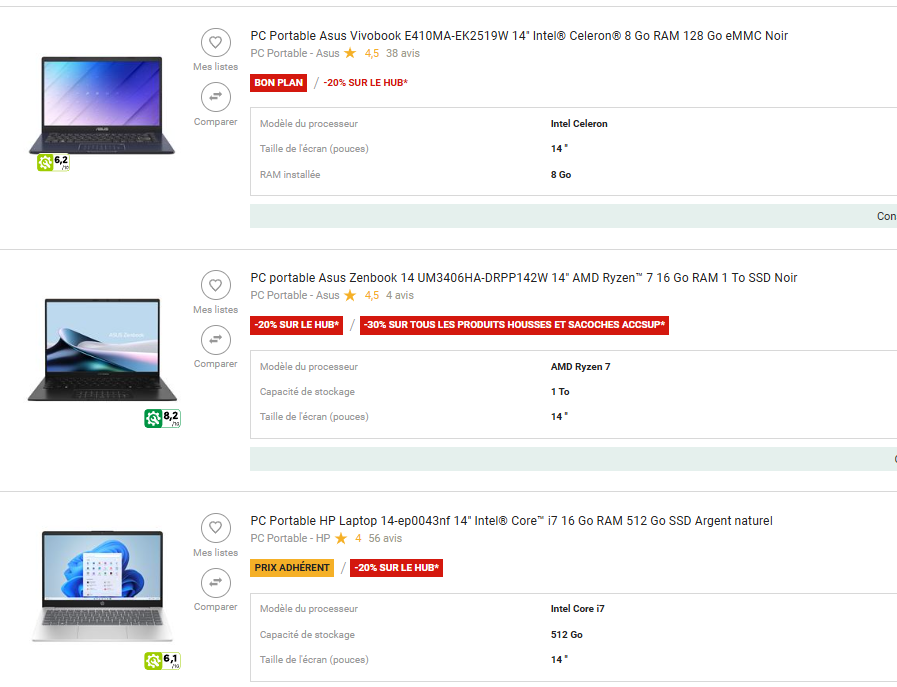 PC Portable Asus Vivobook E410MA-EK2519W 14" Intel® Celeron® 8 Go RAM 128 Go eMMC Noir
PC Portable - Asus 4,5 38 avis
Mes listes
BON PLAN / -20% SUR LE HUB*
Comparer
Modèle du processeur Intel Celeron
Taille de l'écran (pouces) 14 "
RAM installée 8 Go
6,2 /10
Con
PC portable Asus Zenbook 14 UM3406HA-DRPP142W 14" AMD Ryzen™ 7 16 Go RAM 1 To SSD Noir
PC Portable - Asus 4,5 4 avis
Mes listes
-20% SUR LE HUB* / -30% SUR TOUS LES PRODUITS HOUSSES ET SACOCHES ACCSUP*
Comparer
Modèle du processeur AMD Ryzen 7
Capacité de stockage 1 To
Taille de l'écran (pouces) 14 "
8,2 /10
PC Portable HP Laptop 14-ep0043nf 14" Intel® Core™ i7 16 Go RAM 512 Go SSD Argent naturel
PC Portable - HP 4 56 avis
Mes listes
PRIX ADHÉRENT / -20% SUR LE HUB*
Comparer
Modèle du processeur Intel Core i7
Capacité de stockage 512 Go
Taille de l'écran (pouces) 14 "
6,1 /10